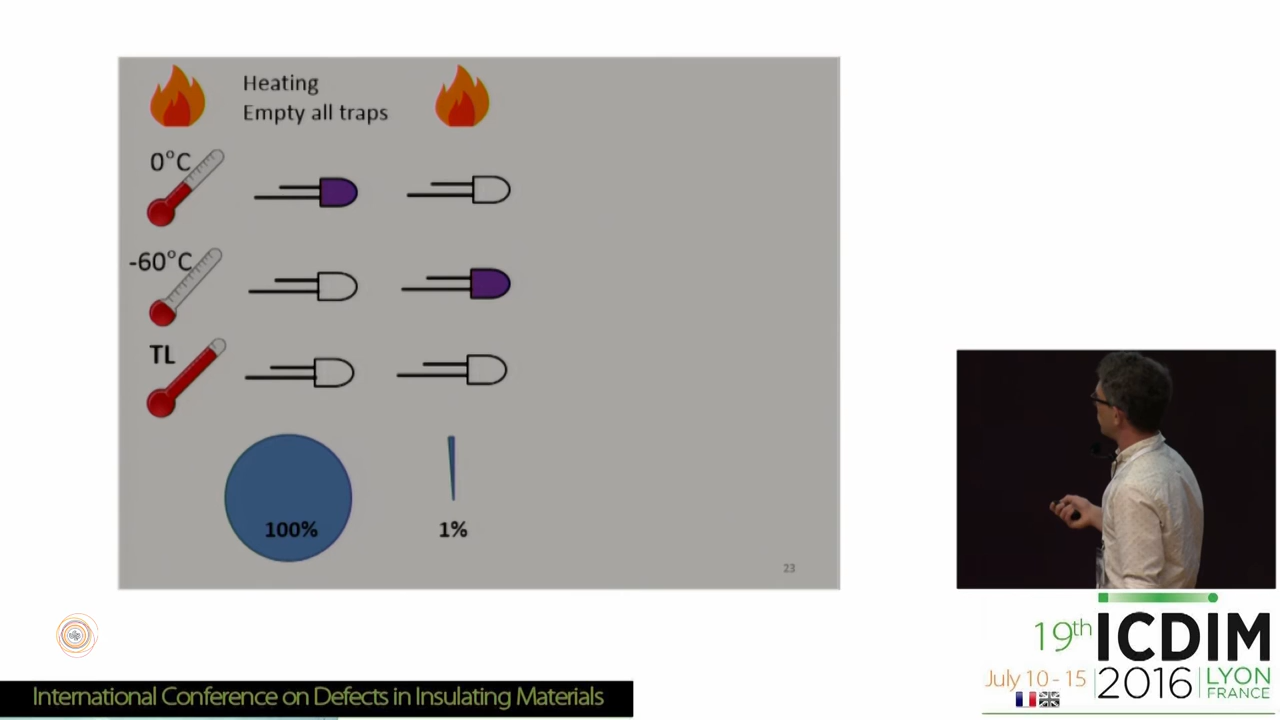 Heating
Empty all traps
0°C
-60°C
TL
100%
1%
23
19th ICDIM
July 10 - 15 2016 LYON
FRANCE
International Conference on Defects in Insulating Materials